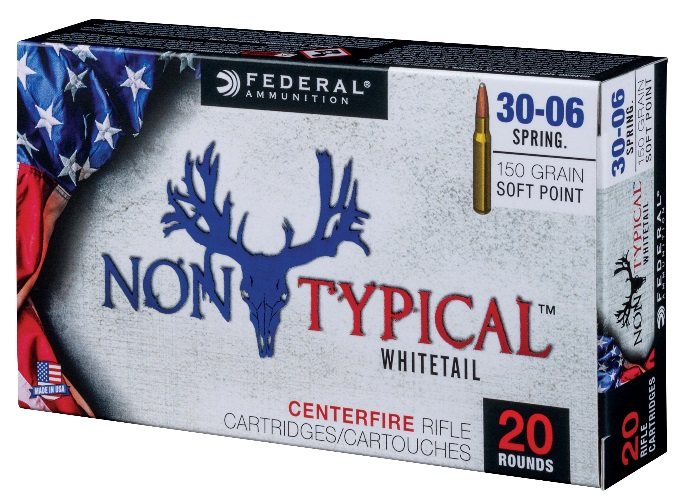 FEDERAL®
AMMUNITION
30-06
SPRING.
150 GRAIN
SOFT POINT
NON TYPICAL™
WHITETAIL
MADE IN USA
CENTERFIRE RIFLE
CARTRIDGES/CARTOUCHES
20
ROUNDS
30-06
SPRING.
150 GRAIN
SOFT POINT
NON TYPICAL
WHITETAIL
FEDERAL
AMMUNITION
20
RIFLE
CARTRIDGES